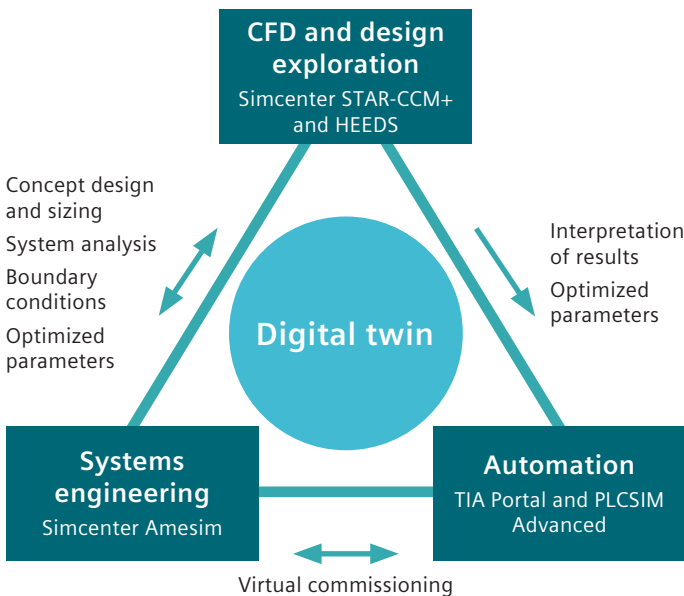 CFD and design
exploration
Simcenter STAR-CCM+
and HEEDS
Concept design
and sizing
System analysis
Boundary
conditions
Optimized
parameters
Interpretation
of results
Optimized
parameters
Digital twin
Systems
engineering
Simcenter Amesim
Automation
TIA Portal and PLCSIM
Advanced
Virtual commissioning